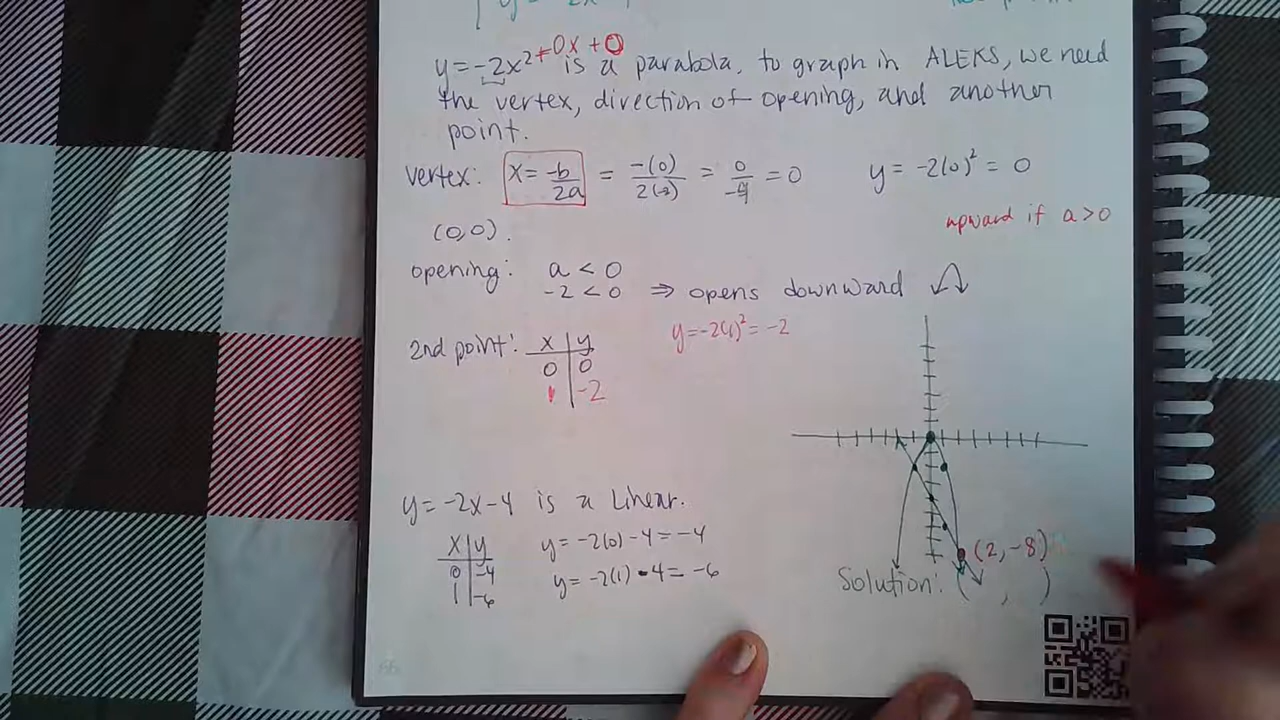 y = -2x² + 0x + 0 is a parabola, to graph in ALEKS, we need
the vertex, direction of opening, and another
point.
vertex: x = -b/2a = -(0)/2(-2) = 0/-4 = 0 y = -2(0)² = 0
upward if a > 0
(0,0).
opening: a < 0
-2 < 0 ⇒ opens downward
y = -2(1)² = -2
2nd point: x | y
0 | 0
1 | -2
y = -2x - 4 is a Linear.
x | y y = -2(0) - 4 = -4
0 | -4 y = -2(1) - 4 = -6
1 | -6
(2, -8)
Solution: ( , )